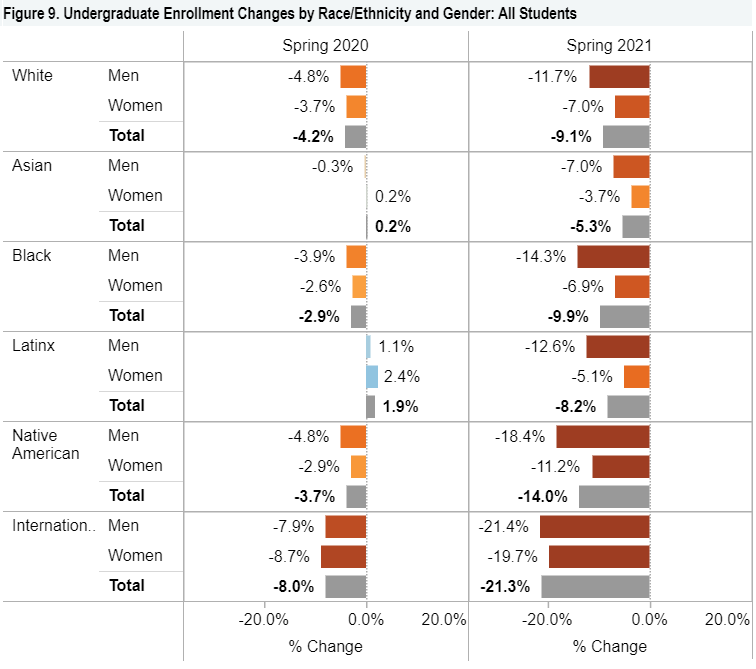 Figure 9. Undergraduate Enrollment Changes by Race/Ethnicity and Gender: All Students
Spring 2020 Spring 2021
White Men -4.8% -11.7%
Women -3.7% -7.0%
Total -4.2% -9.1%
Asian Men -0.3% -7.0%
Women 0.2% -3.7%
Total 0.2% -5.3%
Black Men -3.9% -14.3%
Women -2.6% -6.9%
Total -2.9% -9.9%
Latinx Men 1.1% -12.6%
Women 2.4% -5.1%
Total 1.9% -8.2%
Native Men -4.8% -18.4%
American
Women -2.9% -11.2%
Total -3.7% -14.0%
Internation.. Men -7.9% -21.4%
Women -8.7% -19.7%
Total -8.0% -21.3%
-20.0% 0.0% 20.0% -20.0% 0.0% 20.0%
% Change % Change